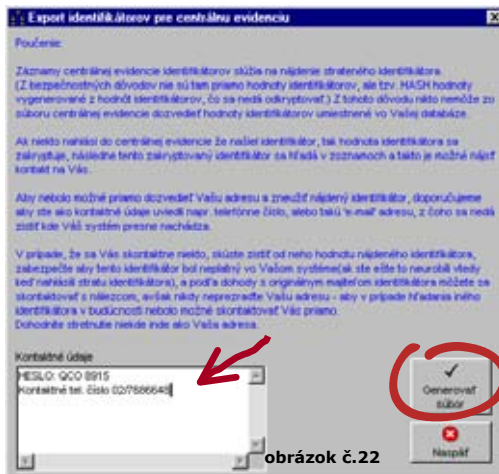 Export identifikátorov pre centrálnu evidenciu
Poučenie:
Záznamy centrálnej evidencie identifikátorov slúžia na nájdenie strateného identifikátora.
(Z bezpečnostných dôvodov nie sú tam priamo hodnoty identifikátorov, ale tzv. HASH hodnoty
vygenerované z hodnôt identifikátorov, čo sa nedá odkryptovať.) Z tohoto dôvodu nikto nemôže zo
súboru centrálnej evidencie dozvedieť hodnoty identifikátorov umiestnené vo Vašej databáze.
Ak niekto nahlási do centrálnej evidencie že našiel identifikátor, tak hodnota identifikátora sa
zakryptuje, následne tento zakryptovaný identifikátor sa hľadá v záznamoch a takto je možné nájsť
kontakt na Vás.
Aby nebolo možné priamo dozvedieť Vašu adresu a zneužiť nájdený identifikátor, doporučujeme
aby ste ako kontaktné údaje uviedli napr. telefónne číslo, alebo takú 'e-mail' adresu, z čoho sa nedá
zistiť kde Váš systém presne nachádza.
V prípade, že sa Vás skontaktne niekto, skúste zistiť od neho hodnotu nájdeného identifikátora,
zabezpečte aby tento identifikátor bol neplatný vo Vašom systéme(ak ste ešte to neurobili vtedy
keď nahlásili stratu identifikátora), a podľa dohody s originálnym majiteľom identifikátora môžete sa
skontaktovať s nálezcom, avšak nikdy neprezraďte Vašu adresu - aby v prípade hľadania iného
identifikátora v budúcnosti nebolo možné skontaktovať Vás priamo.
Dohodnite stretnutie niekde inde ako Vaša adresa.
Kontaktné údaje
HESLO: QCO 8915
Kontaktné tel. číslo 02/7686648
Generovať
súbor
Naspäť
obrázok č.22